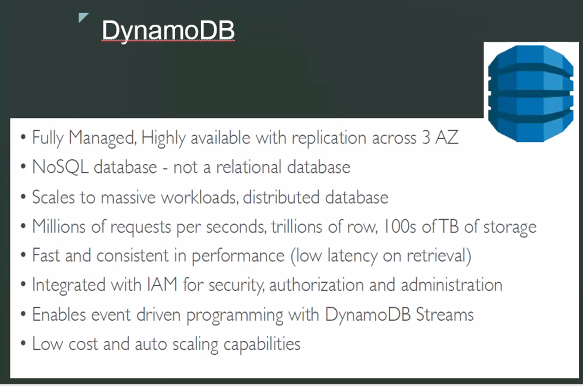 DynamoDB
• Fully Managed, Highly available with replication across 3 AZ
• NoSQL database - not a relational database
• Scales to massive workloads, distributed database
• Millions of requests per seconds, trillions of row, 100s of TB of storage
• Fast and consistent in performance (low latency on retrieval)
• Integrated with IAM for security, authorization and administration
• Enables event driven programming with DynamoDB Streams
• Low cost and auto scaling capabilities